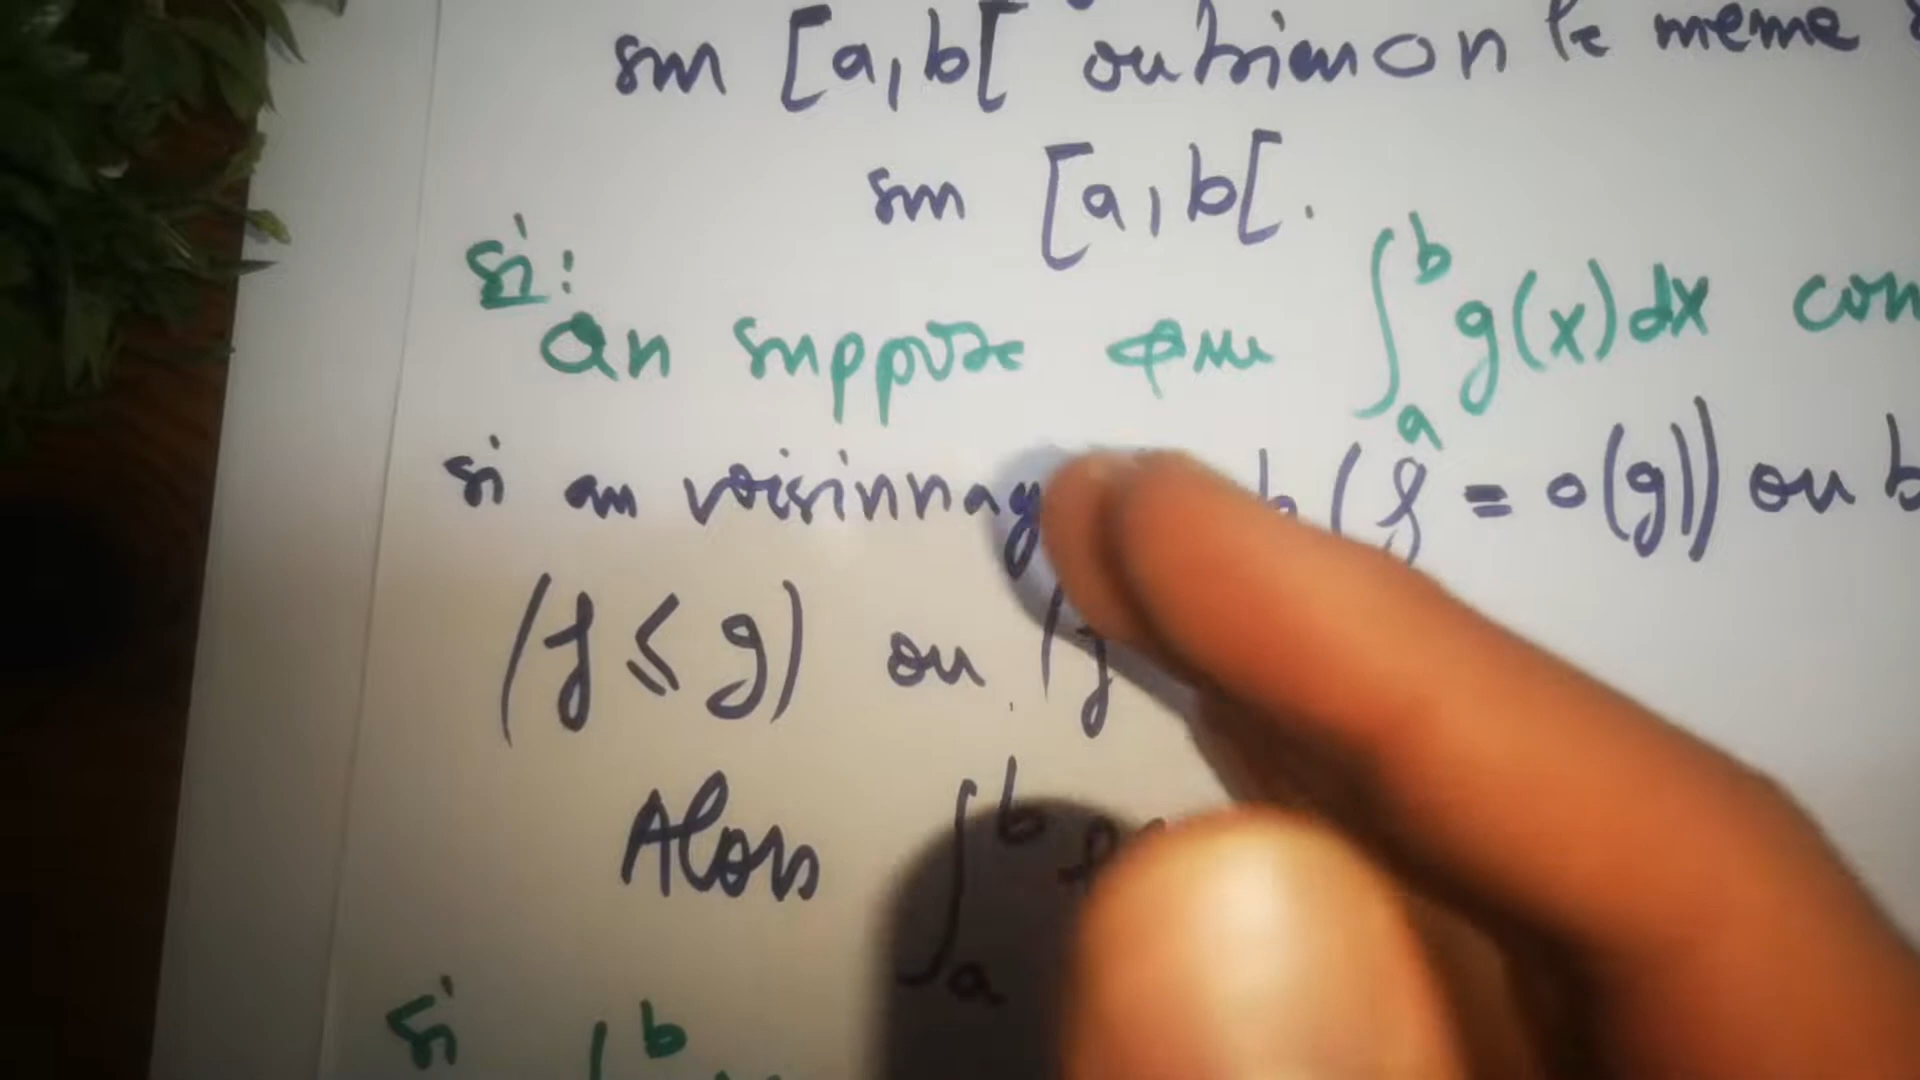 sur [a, b[ ou bien on le même
sur [a, b[.
si:
on suppose que ∫_a^b g(x) dx con
si au voisinnag b (f = o(g)) ou b
(f ≤ g) ou (f
Alors ∫_a^b f
si ∫ b